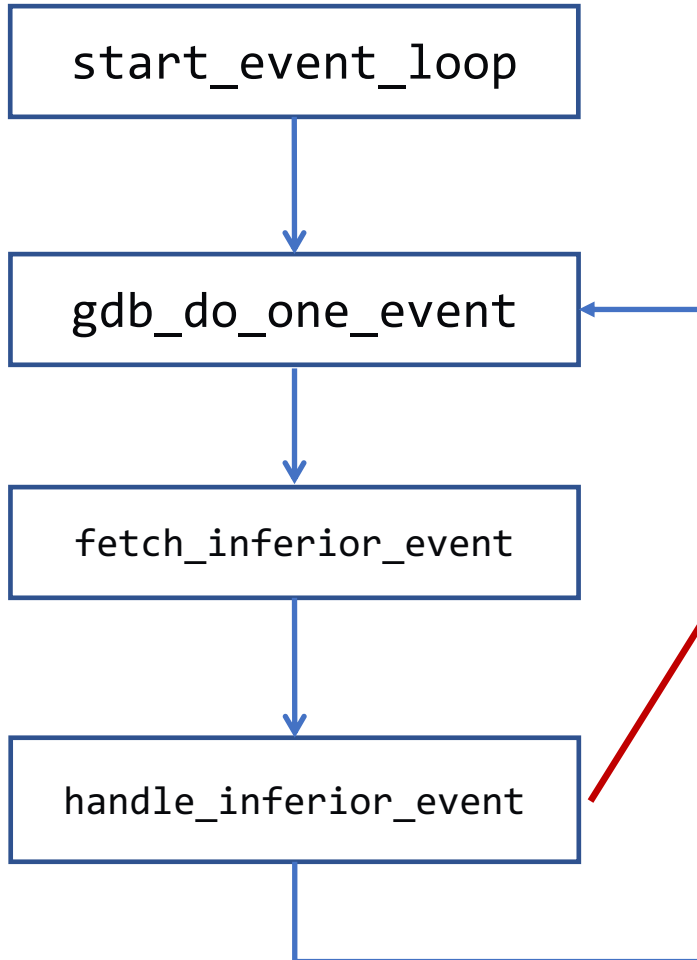 start_event_loop
gdb_do_one_event
fetch_inferior_event
handle_inferior_event